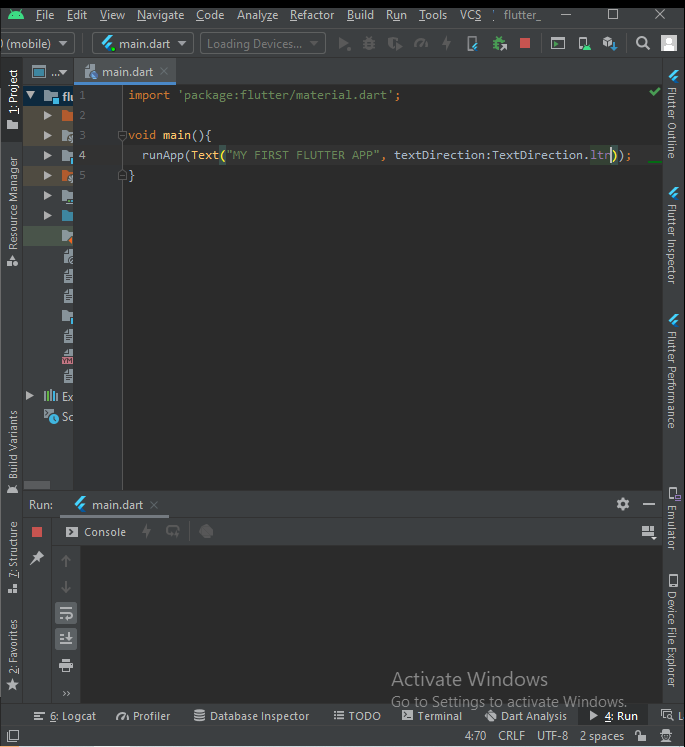 File Edit View Navigate Code Analyze Refactor Build Run Tools VCS flutter_
(mobile) main.dart Loading Devices...
1: Project
Resource Manager
Build Variants
7: Structure
2: Favorites
...
flu
Ex
Sc
main.dart
1 import 'package:flutter/material.dart';
2
3 void main(){
4 runApp(Text("MY FIRST FLUTTER APP", textDirection:TextDirection.ltr));
5 }
Flutter Outline
Flutter Inspector
Flutter Performance
Emulator
Device File Explorer
Run: main.dart
Console
Activate Windows
Go to Settings to activate Windows.
6: Logcat Profiler Database Inspector TODO Terminal Dart Analysis 4: Run L
4:70 CRLF UTF-8 2 spaces